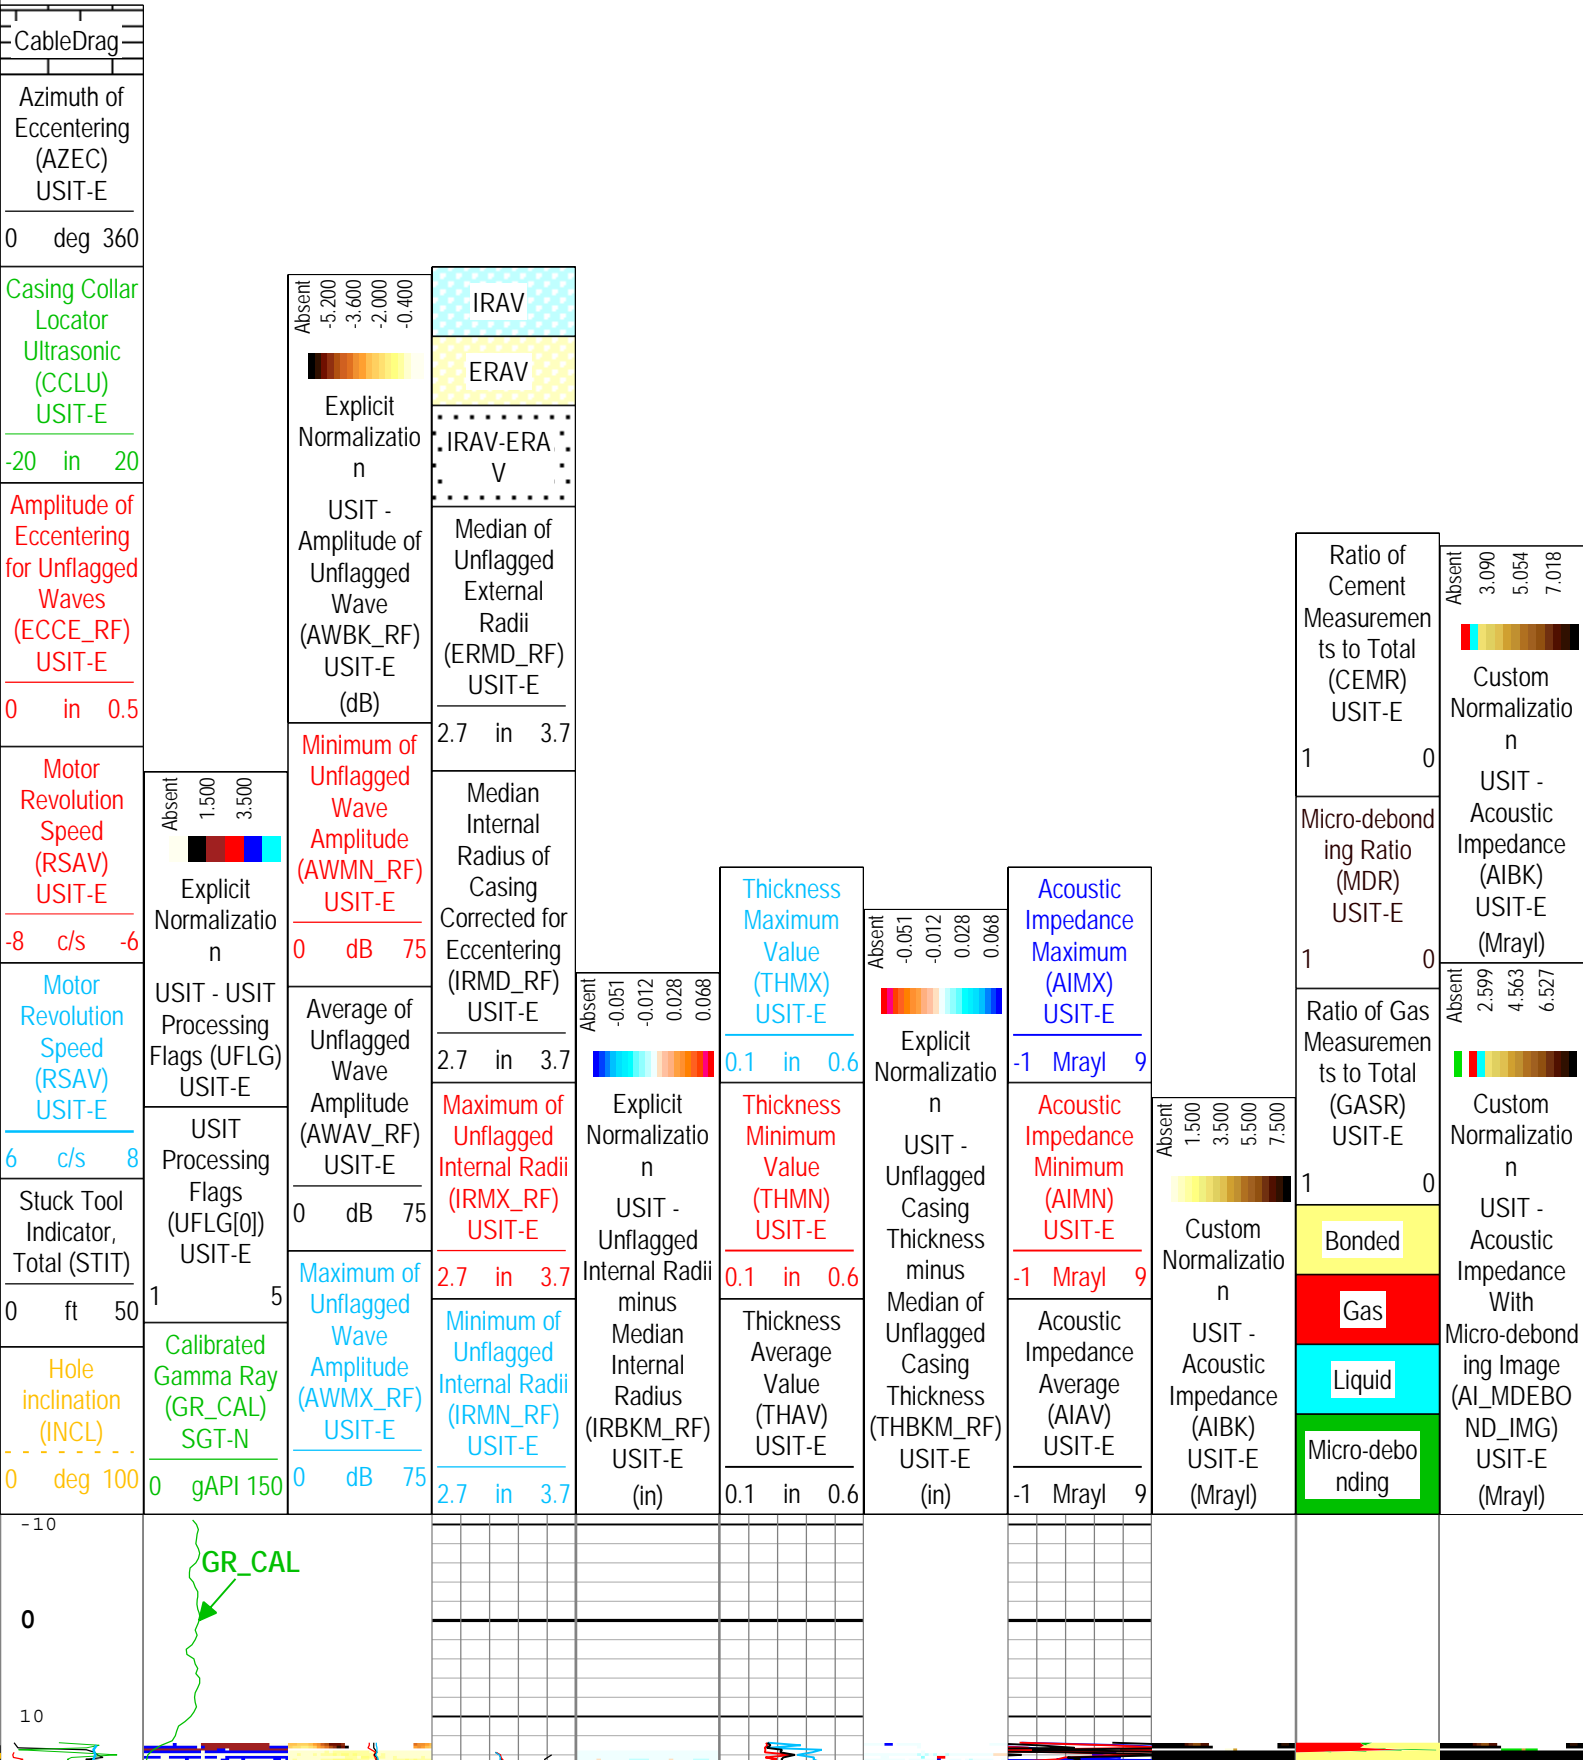 CableDrag
Azimuth of
Eccentering
(AZEC)
USIT-E
0 deg 360
Casing Collar
Locator
Ultrasonic
(CCLU)
USIT-E
-20 in 20
Amplitude of
Eccentering
for Unflagged
Waves
(ECCE_RF)
USIT-E
0 in 0.5
Motor
Revolution
Speed
(RSAV)
USIT-E
-8 c/s -6
Motor
Revolution
Speed
(RSAV)
USIT-E
6 c/s 8
Stuck Tool
Indicator,
Total (STIT)
0 ft 50
Hole
inclination
(INCL)
0 deg 100
Absent
1.500
3.500
Explicit
Normalizatio
n
USIT - USIT
Processing
Flags (UFLG)
USIT-E
USIT
Processing
Flags
(UFLG[0])
USIT-E
1 5
Calibrated
Gamma Ray
(GR_CAL)
SGT-N
0 gAPI 150
Absent
-5.200
-3.600
-2.000
-0.400
Explicit
Normalizatio
n
USIT -
Amplitude of
Unflagged
Wave
(AWBK_RF)
USIT-E
(dB)
Minimum of
Unflagged
Wave
Amplitude
(AWMN_RF)
USIT-E
0 dB 75
Average of
Unflagged
Wave
Amplitude
(AWAV_RF)
USIT-E
0 dB 75
Maximum of
Unflagged
Wave
Amplitude
(AWMX_RF)
USIT-E
0 dB 75
IRAV
ERAV
IRAV-ERA
V
Median of
Unflagged
External
Radii
(ERMD_RF)
USIT-E
2.7 in 3.7
Median
Internal
Radius of
Casing
Corrected for
Eccentering
(IRMD_RF)
USIT-E
2.7 in 3.7
Maximum of
Unflagged
Internal Radii
(IRMX_RF)
USIT-E
2.7 in 3.7
Minimum of
Unflagged
Internal Radii
(IRMN_RF)
USIT-E
2.7 in 3.7
Absent
-0.051
-0.012
0.028
0.068
Explicit
Normalizatio
n
USIT -
Unflagged
Internal Radii
minus
Median
Internal
Radius
(IRBKM_RF)
USIT-E
(in)
Thickness
Maximum
Value
(THMX)
USIT-E
0.1 in 0.6
Thickness
Minimum
Value
(THMN)
USIT-E
0.1 in 0.6
Thickness
Average
Value
(THAV)
USIT-E
0.1 in 0.6
Absent
-0.051
-0.012
0.028
0.068
Explicit
Normalizatio
n
USIT -
Unflagged
Casing
Thickness
minus
Median of
Unflagged
Casing
Thickness
(THBKM_RF)
USIT-E
(in)
Acoustic
Impedance
Maximum
(AIMX)
USIT-E
-1 Mrayl 9
Acoustic
Impedance
Minimum
(AIMN)
USIT-E
-1 Mrayl 9
Acoustic
Impedance
Average
(AIAV)
USIT-E
-1 Mrayl 9
Absent
1.500
3.500
5.500
7.500
Custom
Normalizatio
n
USIT -
Acoustic
Impedance
(AIBK)
USIT-E
(Mrayl)
Ratio of
Cement
Measuremen
ts to Total
(CEMR)
USIT-E
1 0
Micro-debond
ing Ratio
(MDR)
USIT-E
1 0
Ratio of Gas
Measuremen
ts to Total
(GASR)
USIT-E
1 0
Bonded
Gas
Liquid
Micro-debo
nding
Absent
3.090
5.054
7.018
Custom
Normalizatio
n
USIT -
Acoustic
Impedance
(AIBK)
USIT-E
(Mrayl)
Absent
2.599
4.563
6.527
Custom
Normalizatio
n
USIT -
Acoustic
Impedance
With
Micro-debond
ing Image
(AI_MDEBO
ND_IMG)
USIT-E
(Mrayl)
-10
GR_CAL
0
10